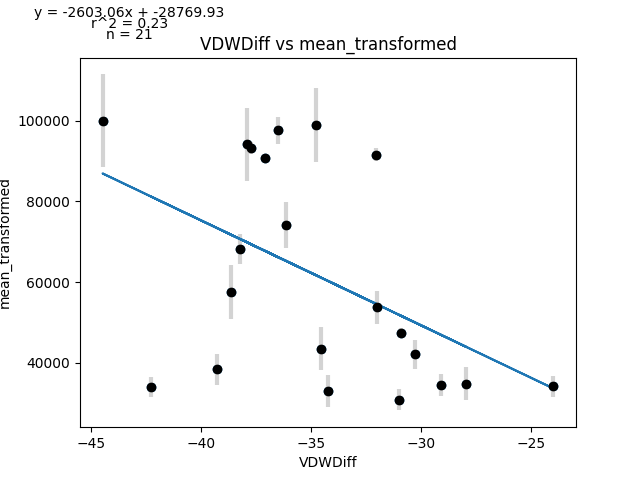 y = -2603.06x + -28769.93
r^2 = 0.23
n = 21
VDWDiff vs mean_transformed
100000
80000
60000
40000
mean_transformed
−45
−40
−35
−30
−25
VDWDiff